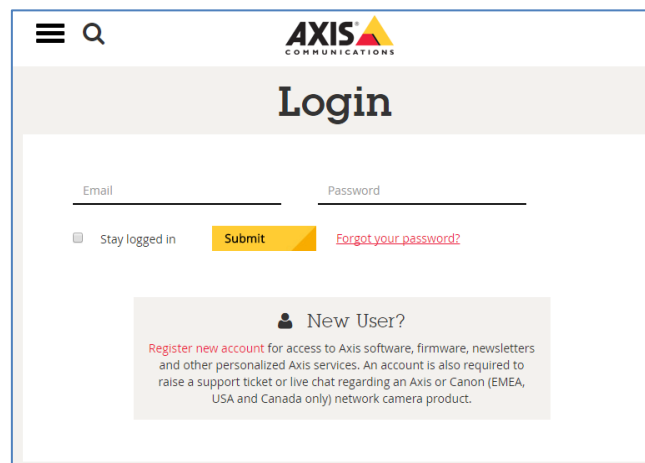 AXIS
COMMUNICATIONS
Login
Email Password
Stay logged in Submit Forgot your password?
New User?
Register new account for access to Axis software, firmware, newsletters
and other personalized Axis services. An account is also required to
raise a support ticket or live chat regarding an Axis or Canon (EMEA,
USA and Canada only) network camera product.